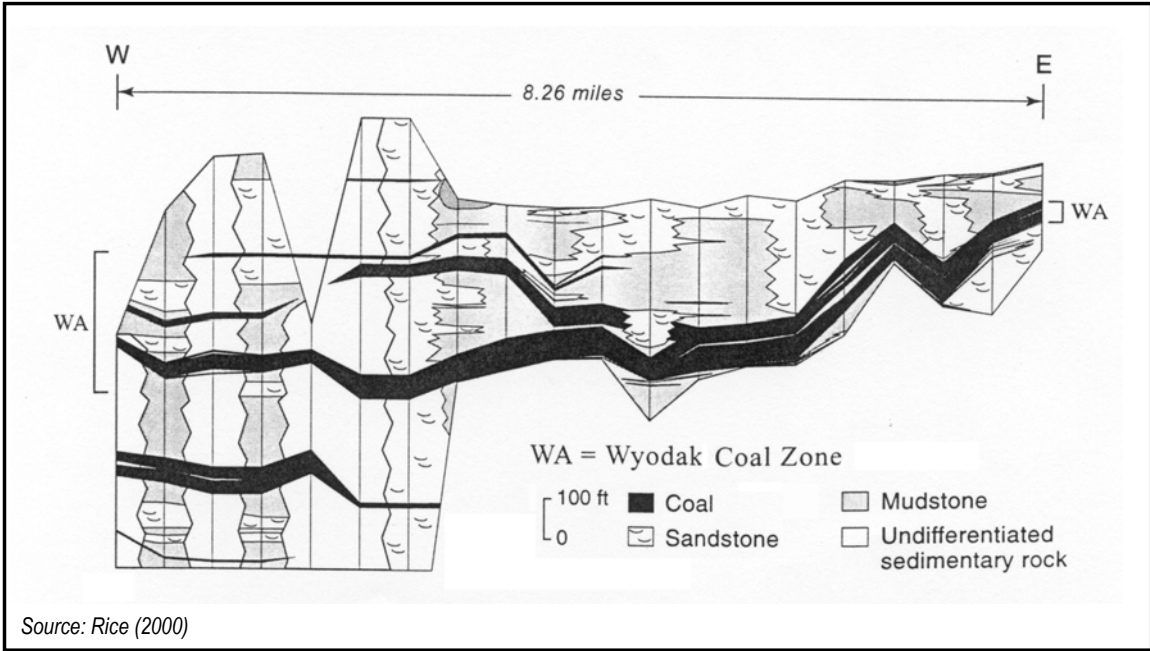 W
E
8.26 miles
WA
WA
WA = Wyodak Coal Zone
100 ft
0
Coal
Sandstone
Mudstone
Undifferentiated
sedimentary rock
Source: Rice (2000)